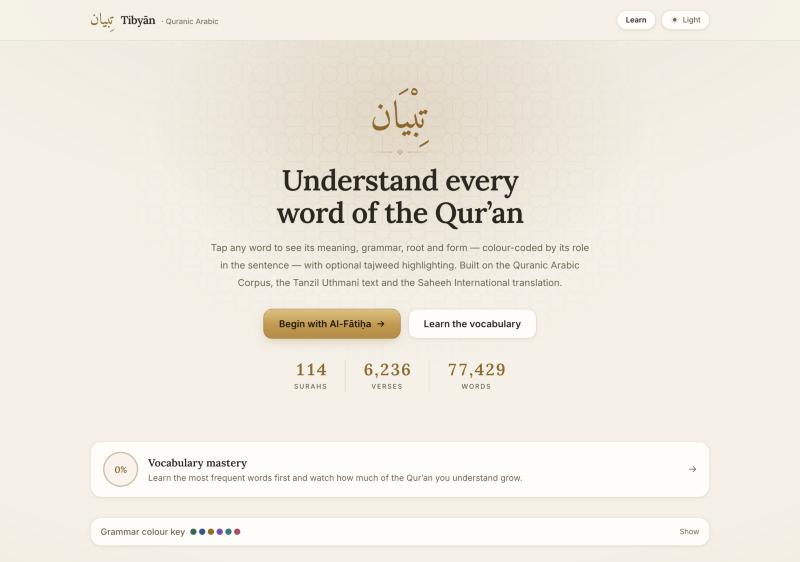 تبيان Tibyān · Quranic Arabic
Learn
Light
تِبْيَان
Understand every
word of the Qur’an
Tap any word to see its meaning, grammar, root and form — colour-coded by its role
in the sentence — with optional tajweed highlighting. Built on the Quranic Arabic
Corpus, the Tanzil Uthmani text and the Saheeh International translation.
Begin with Al-Fātiḥa →
Learn the vocabulary
114
SURAHS
6,236
VERSES
77,429
WORDS
0%
Vocabulary mastery
Learn the most frequent words first and watch how much of the Qur’an you understand grow.
→
Grammar colour key
Show